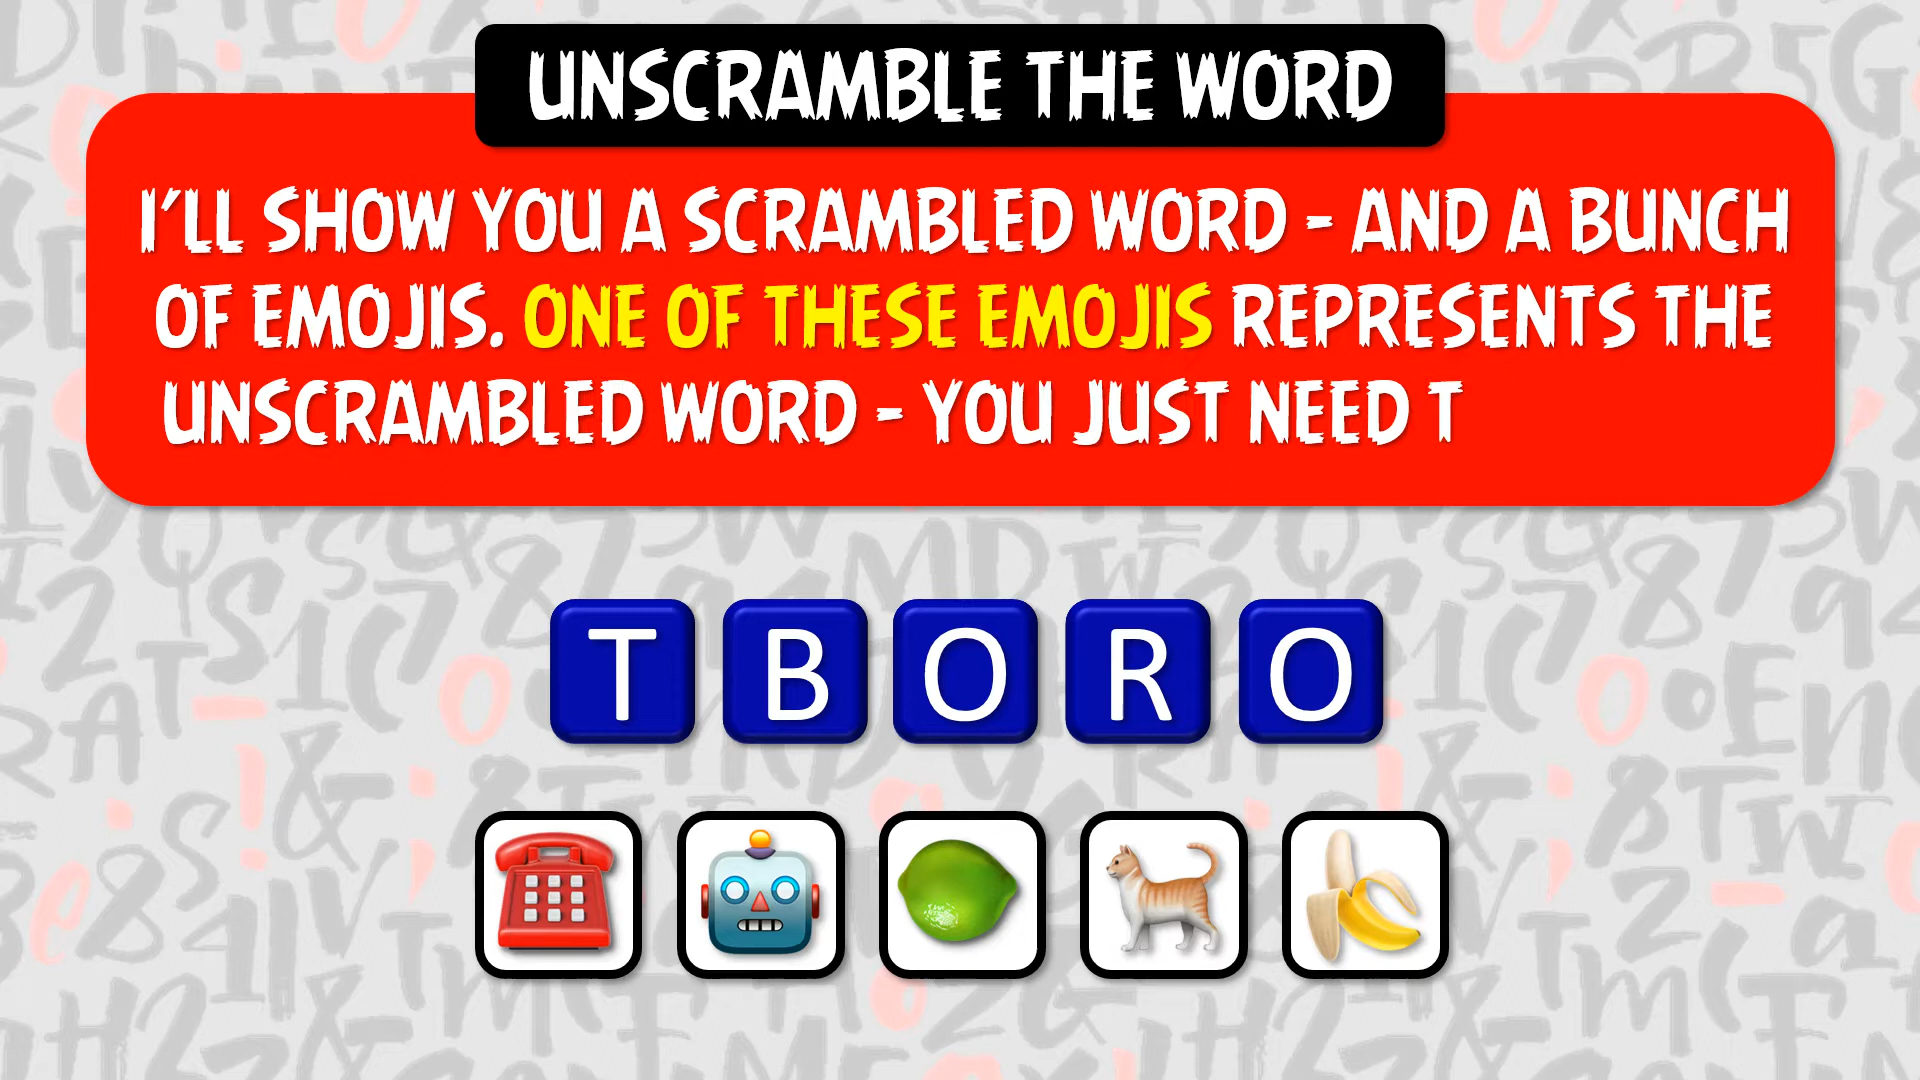 UNSCRAMBLE THE WORD
I'LL SHOW YOU A SCRAMBLED WORD - AND A BUNCH
OF EMOJIS. ONE OF THESE EMOJIS REPRESENTS THE
UNSCRAMBLED WORD - YOU JUST NEED T
T B O R O